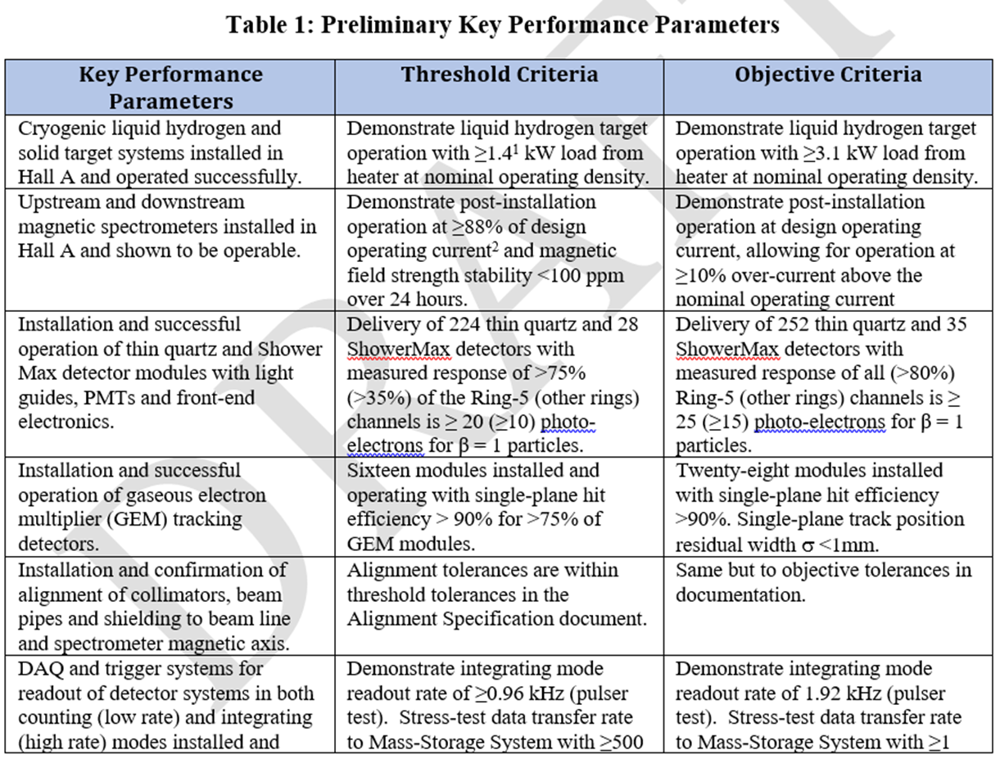 Table 1: Preliminary Key Performance Parameters
Key Performance
Parameters
Threshold Criteria
Objective Criteria
Cryogenic liquid hydrogen and
solid target systems installed in
Hall A and operated successfully.
Demonstrate liquid hydrogen target
operation with ≥1.4¹ kW load from
heater at nominal operating density.
Demonstrate liquid hydrogen target
operation with ≥3.1 kW load from
heater at nominal operating density.
Upstream and downstream
magnetic spectrometers installed in
Hall A and shown to be operable.
Demonstrate post-installation
operation at ≥88% of design
operating current² and magnetic
field strength stability <100 ppm
over 24 hours.
Demonstrate post-installation
operation at design operating
current, allowing for operation at
≥10% over-current above the
nominal operating current
Installation and successful
operation of thin quartz and Shower
Max detector modules with light
guides, PMTs and front-end
electronics.
Delivery of 224 thin quartz and 28
ShowerMax detectors with
measured response of >75%
(>35%) of the Ring-5 (other rings)
channels is ≥ 20 (≥10) photo-
electrons for β = 1 particles.
Delivery of 252 thin quartz and 35
ShowerMax detectors with
measured response of all (>80%)
Ring-5 (other rings) channels is ≥
25 (≥15) photo-electrons for β = 1
particles.
Installation and successful
operation of gaseous electron
multiplier (GEM) tracking
detectors.
Sixteen modules installed and
operating with single-plane hit
efficiency > 90% for >75% of
GEM modules.
Twenty-eight modules installed
with single-plane hit efficiency
>90%. Single-plane track position
residual width σ <1mm.
Installation and confirmation of
alignment of collimators, beam
pipes and shielding to beam line
and spectrometer magnetic axis.
Alignment tolerances are within
threshold tolerances in the
Alignment Specification document.
Same but to objective tolerances in
documentation.
DAQ and trigger systems for
readout of detector systems in both
counting (low rate) and integrating
(high rate) modes installed and
Demonstrate integrating mode
readout rate of ≥0.96 kHz (pulser
test).  Stress-test data transfer rate
to Mass-Storage System with ≥500
Demonstrate integrating mode
readout rate of 1.92 kHz (pulser
test).  Stress-test data transfer rate
to Mass-Storage System with ≥1
DRAFT